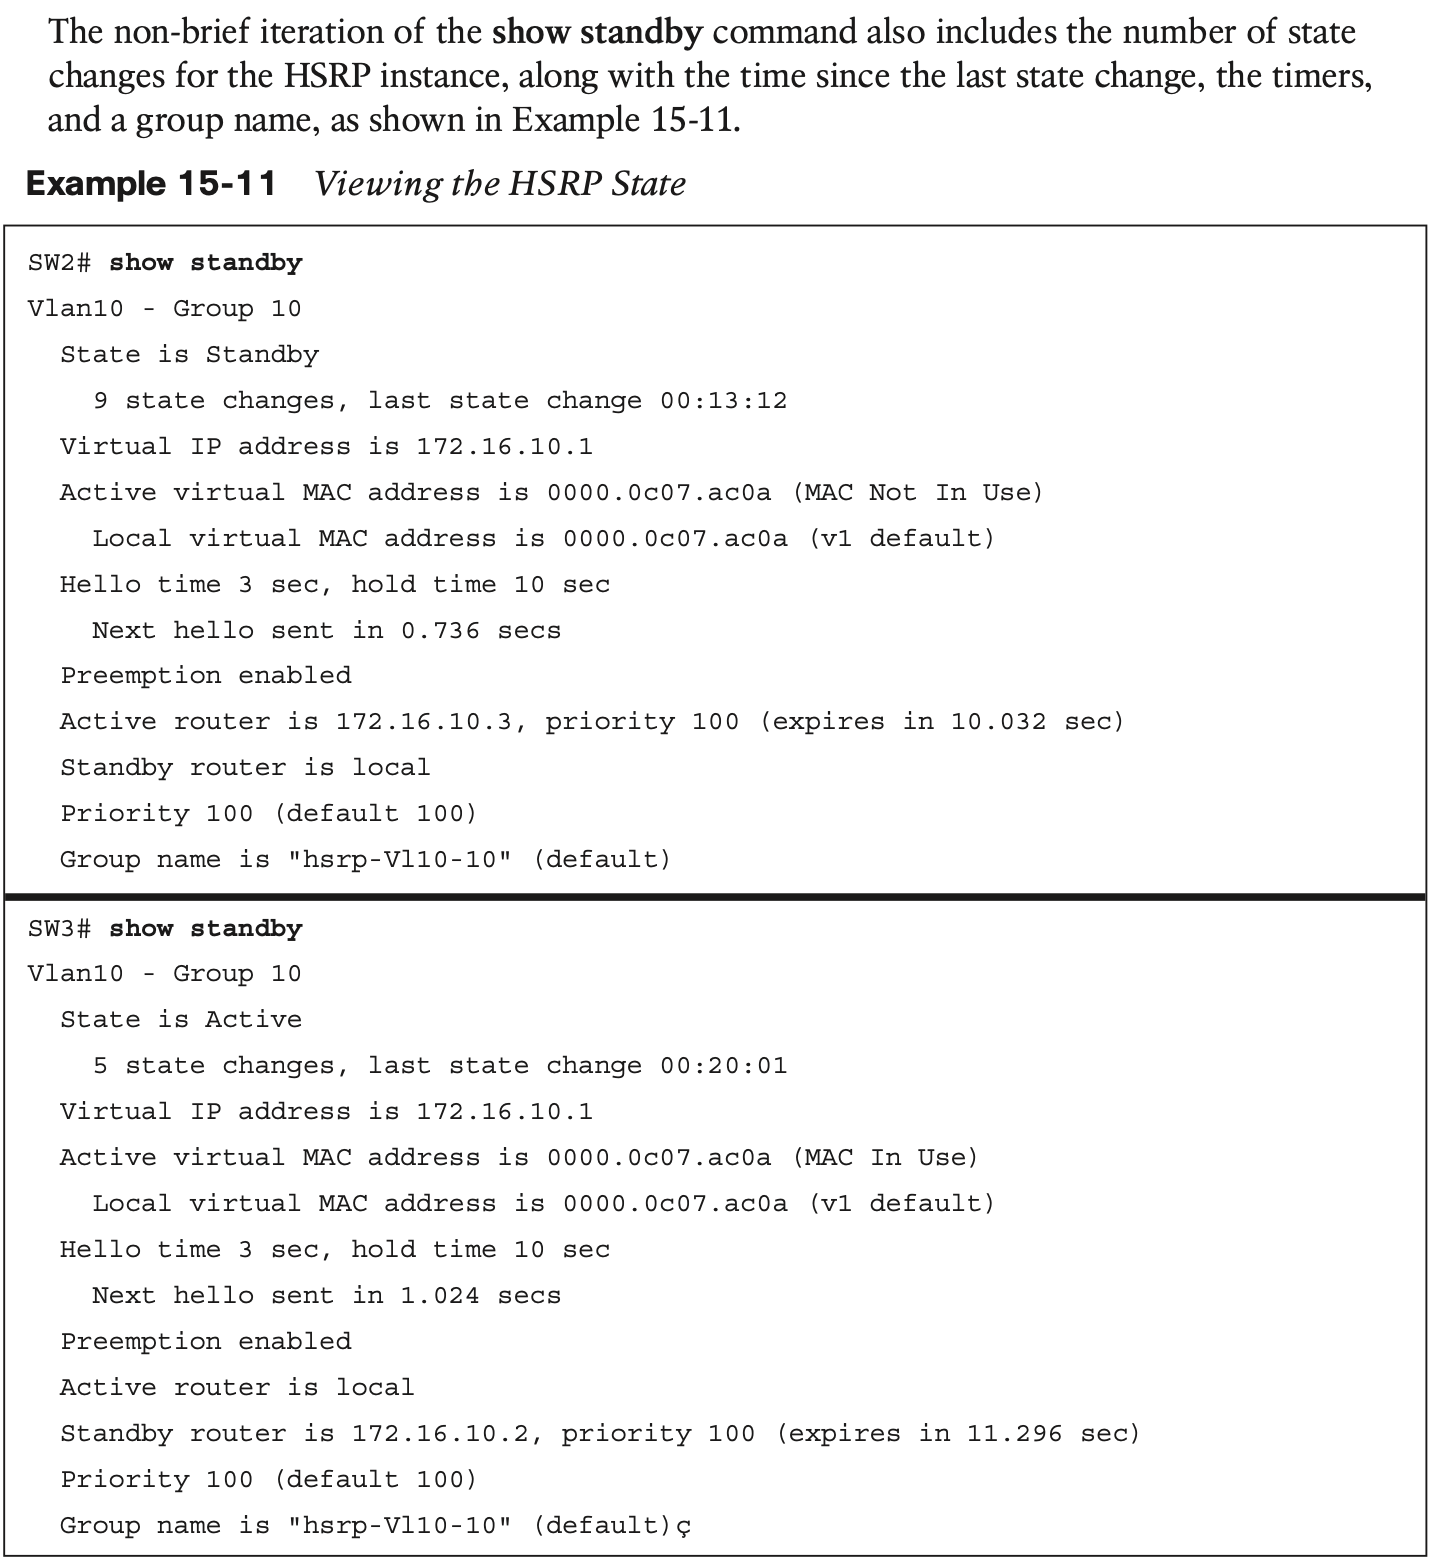 The non-brief iteration of the show standby command also includes the number of state
changes for the HSRP instance, along with the time since the last state change, the timers,
and a group name, as shown in Example 15-11.
Example 15-11 Viewing the HSRP State
SW2# show standby
Vlan10 - Group 10
State is Standby
9 state changes, last state change 00:13:12
Virtual IP address is 172.16.10.1
Active virtual MAC address is 0000.0c07.ac0a (MAC Not In Use)
Local virtual MAC address is 0000.0c07.ac0a (v1 default)
Hello time 3 sec, hold time 10 sec
Next hello sent in 0.736 secs
Preemption enabled
Active router is 172.16.10.3, priority 100 (expires in 10.032 sec)
Standby router is local
Priority 100 (default 100)
Group name is "hsrp-Vl10-10" (default)
SW3# show standby
Vlan10 - Group 10
State is Active
5 state changes, last state change 00:20:01
Virtual IP address is 172.16.10.1
Active virtual MAC address is 0000.0c07.ac0a (MAC In Use)
Local virtual MAC address is 0000.0c07.ac0a (v1 default)
Hello time 3 sec, hold time 10 sec
Next hello sent in 1.024 secs
Preemption enabled
Active router is local
Standby router is 172.16.10.2, priority 100 (expires in 11.296 sec)
Priority 100 (default 100)
Group name is "hsrp-Vl10-10" (default)ç